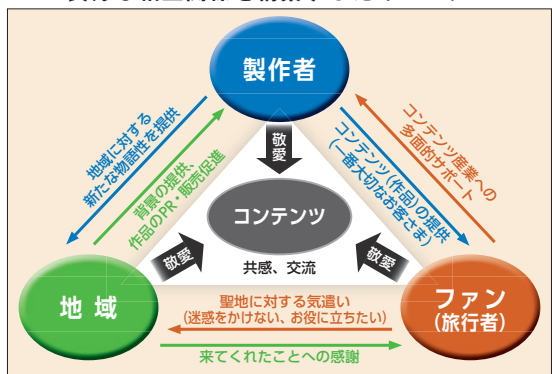 製作者
地域に対する
新たな物語性を提供
背景の提供、
作品のPR・販売促進
敬愛
コンテンツ(作品)の提供
(一番大切なお客さま)
コンテンツ産業への
多面的サポート
コンテンツ
共感、交流
敬愛
敬愛
地域
ファン
(旅行者)
聖地に対する気遣い
(迷惑をかけない、お役に立ちたい)
来てくれたことへの感謝